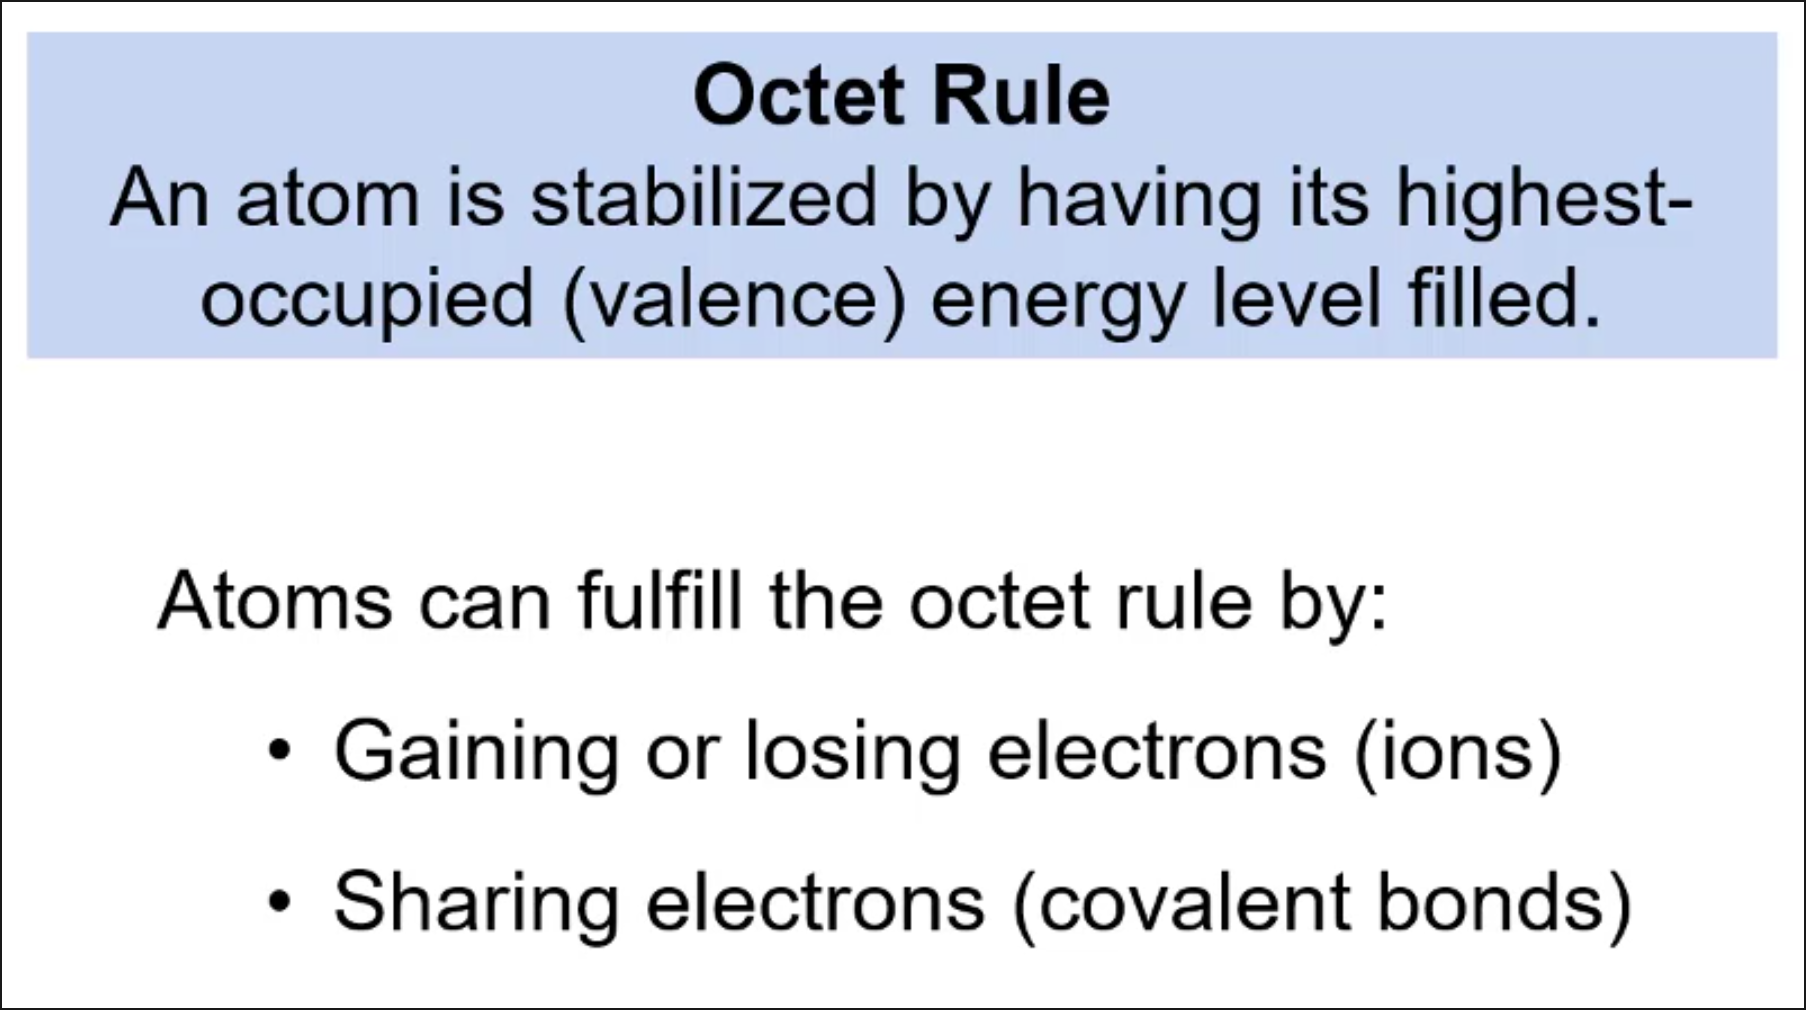 Octet Rule
An atom is stabilized by having its highest-
occupied (valence) energy level filled.
Atoms can fulfill the octet rule by:
• Gaining or losing electrons (ions)
• Sharing electrons (covalent bonds)